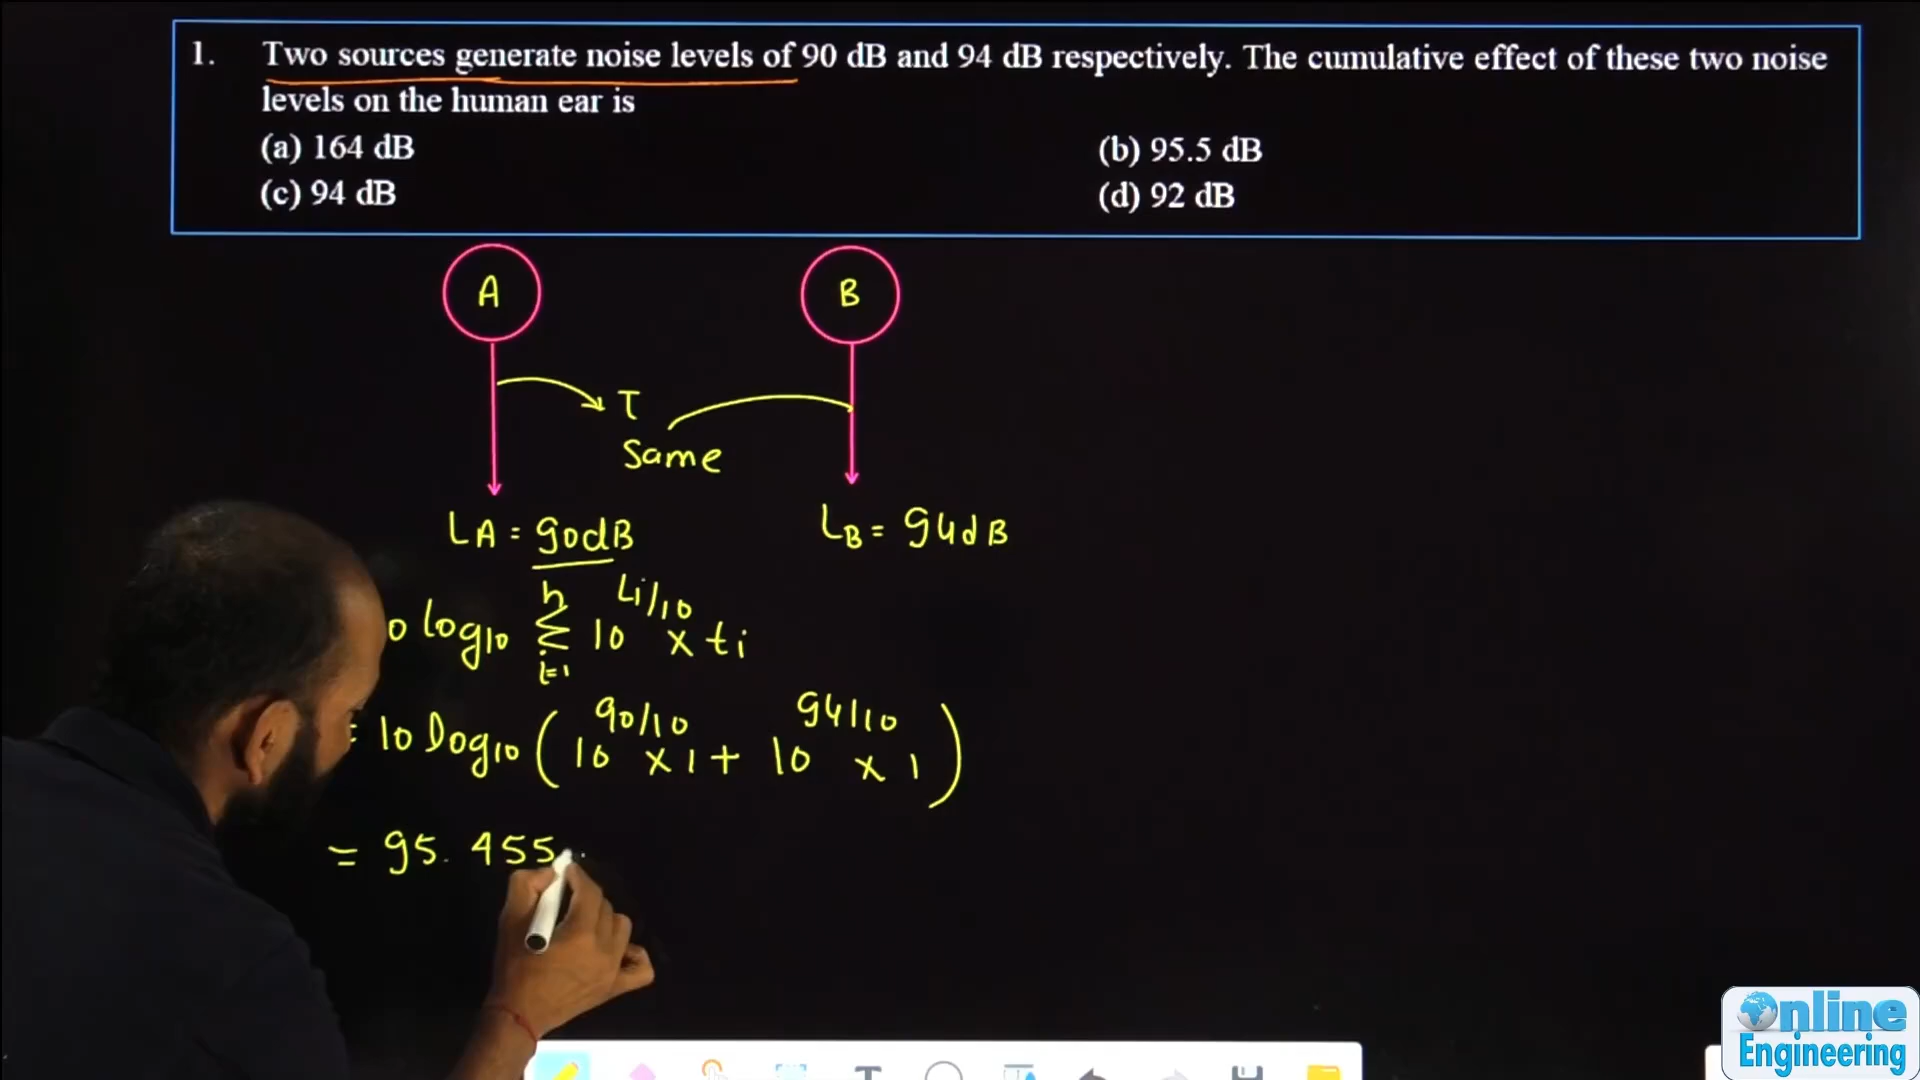 1. Two sources generate noise levels of 90 dB and 94 dB respectively. The cumulative effect of these two noise
levels on the human ear is
(a) 164 dB (b) 95.5 dB
(c) 94 dB (d) 92 dB
A B
T
Same
LA = 90dB LB = 94dB
0 log10 n Σ i=1 10 Li/10 x ti
= 10 log10 (10 90/10 x 1 + 10 94/10 x 1)
= 95.455
T
Online
Engineering